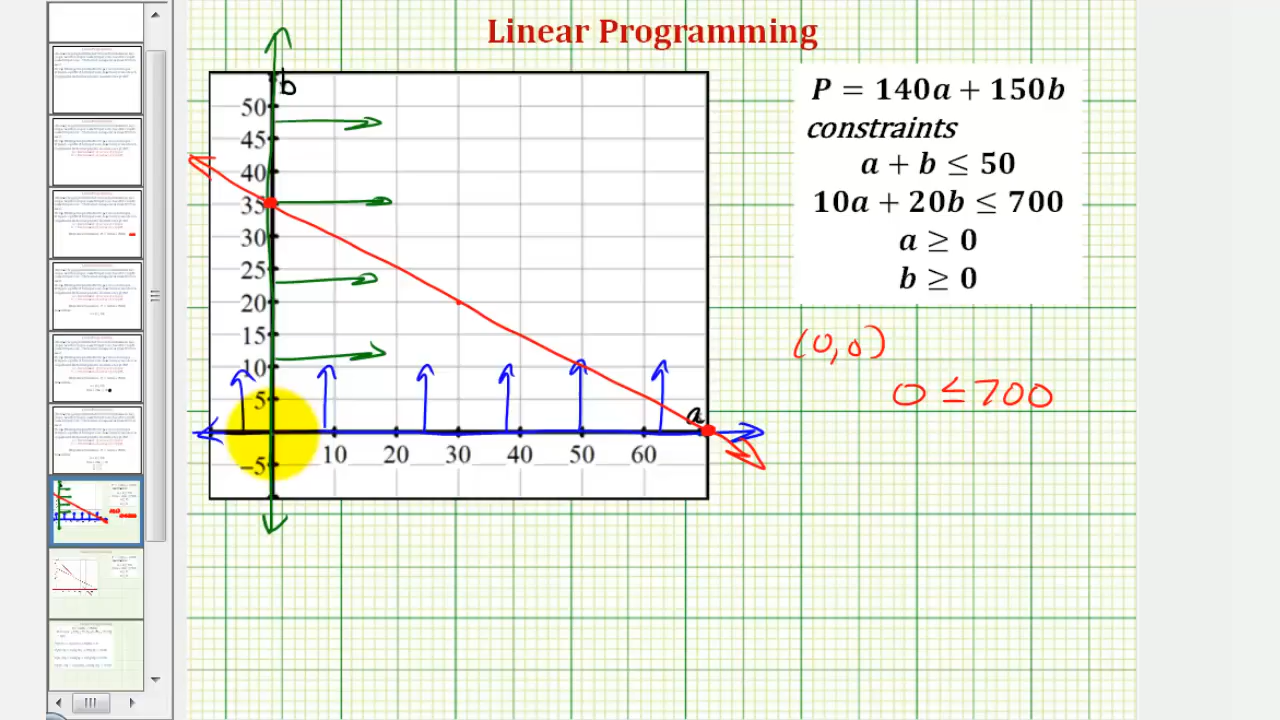 Linear Programming
b
50
45
40
35
30
25
20
15
10
5
-5
a
10 20 30 40 50 60
P = 140a + 150b
constraints
a + b ≤ 50
10a + 20b ≤ 700
a ≥ 0
b ≥ 0
(0,0)
0 ≤ 700